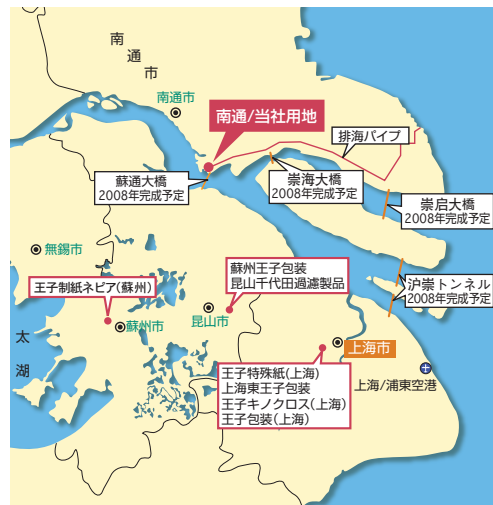 南通市
南通市
南通/当社用地
排海パイプ
蘇通大橋
2008年完成予定
崇海大橋
2008年完成予定
崇启大橋
2008年完成予定
無錫市
蘇州王子包装
昆山千代田過濾製品
沪崇トンネル
2008年完成予定
王子制紙ネピア(蘇州)
昆山市
蘇州市
太湖
上海市
王子特殊紙(上海)
上海東王子包装
王子キノクロス(上海)
王子包装(上海)
上海/浦東空港